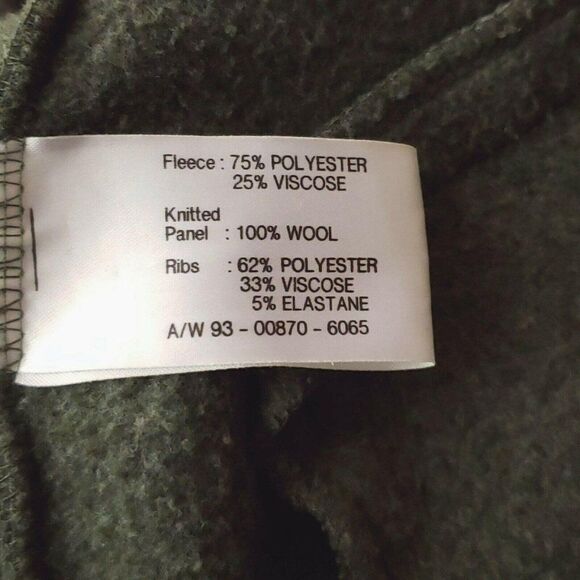 Fleece : 75% POLYESTER
25% VISCOSE
Knitted
Panel : 100% WOOL
Ribs : 62% POLYESTER
33% VISCOSE
5% ELASTANE
A/W 93 - 00870 - 6065